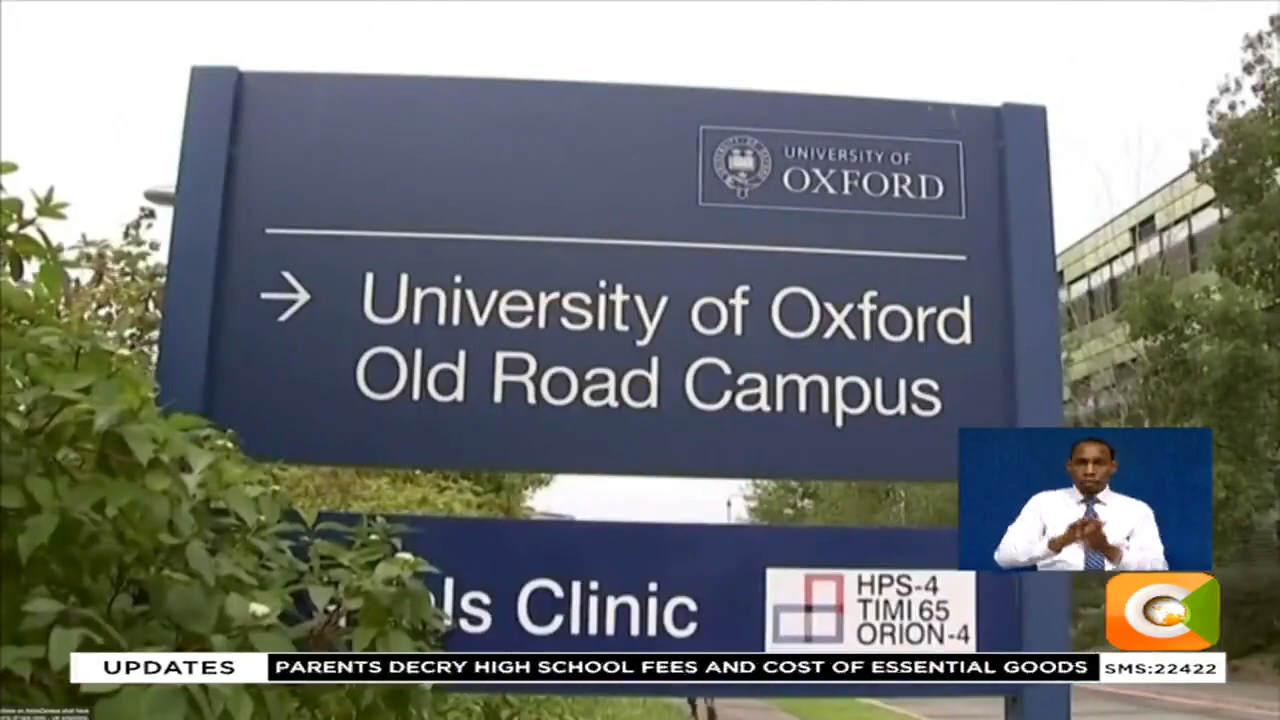 UNIVERSITY OF
OXFORD
→ University of Oxford
Old Road Campus
ls Clinic
HPS-4
TIMI 65
ORION-4
UPDATES
PARENTS DECRY HIGH SCHOOL FEES AND COST OF ESSENTIAL GOODS
SMS:22422